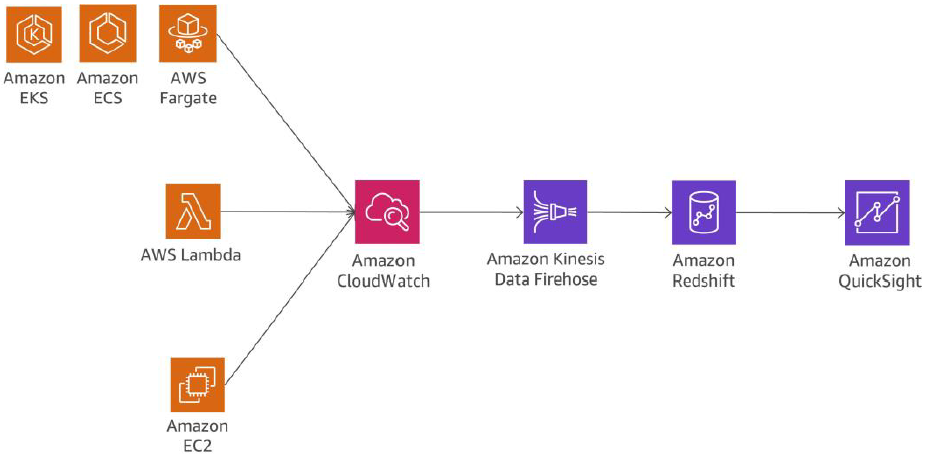 Amazon
EKS
Amazon
ECS
AWS
Fargate
AWS Lambda
Amazon
EC2
Amazon
CloudWatch
Amazon Kinesis
Data Firehose
Amazon
Redshift
Amazon
QuickSight